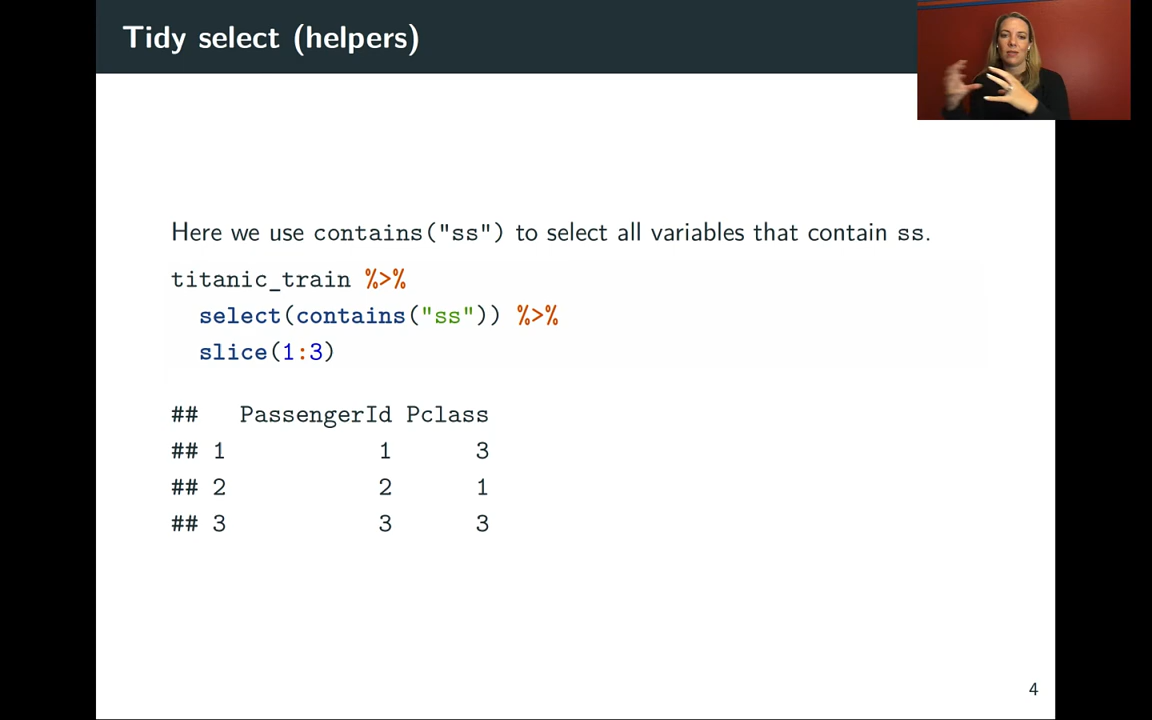 Tidy select (helpers)
Here we use contains("ss") to select all variables that contain ss.
titanic_train %>%
  select(contains("ss")) %>%
  slice(1:3)
##   PassengerId Pclass
## 1           1      3
## 2           2      1
## 3           3      3
4